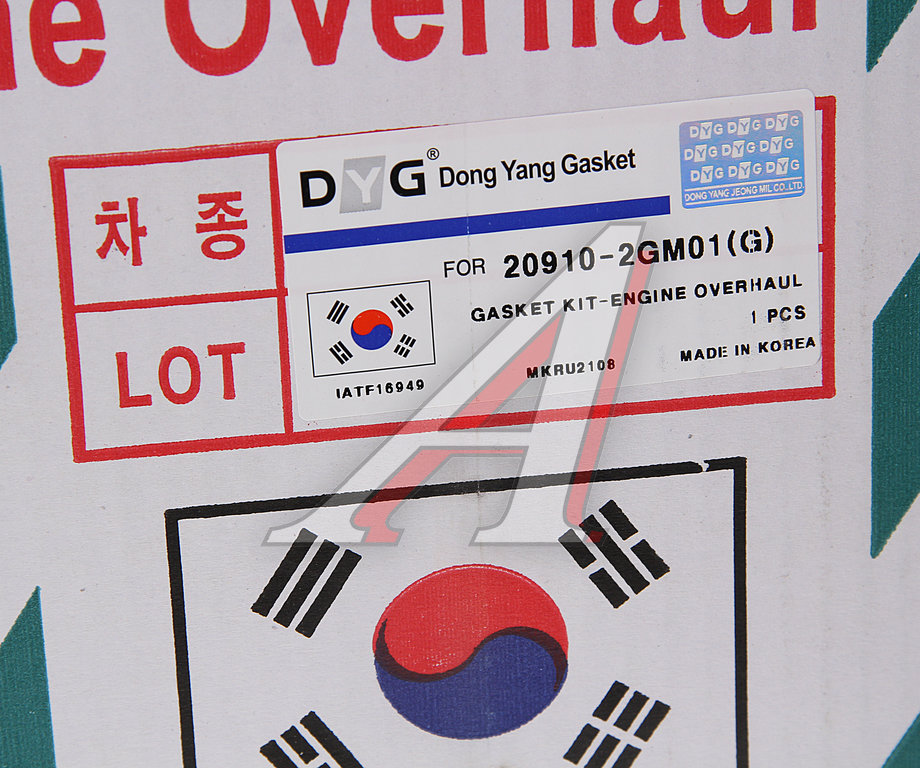 ne Overhaul
차 종
LOT
DYG® Dong Yang Gasket
DYG DYG DYG
DYG DYG DYG
DYG DYG DYG
DONG YANG JEONG MIL CO.,LTD.
FOR 20910-2GM01(G)
GASKET KIT-ENGINE OVERHAUL
1 PCS
MKRU2108
MADE IN KOREA
IATF16949